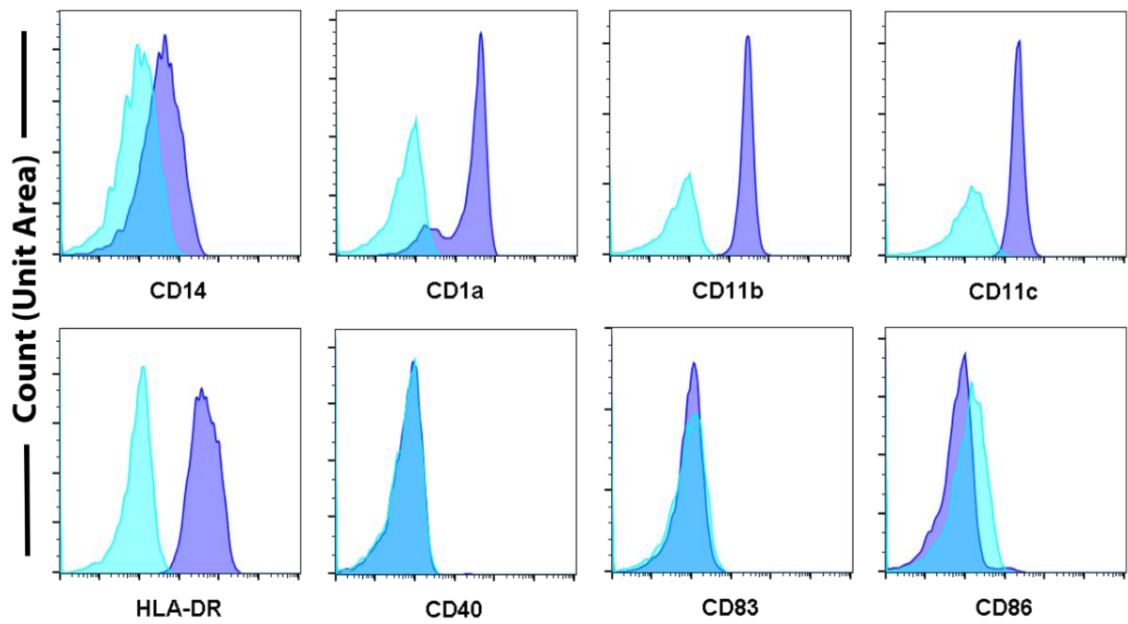 Count (Unit Area)
CD14
CD1a
CD11b
CD11c
HLA-DR
CD40
CD83
CD86